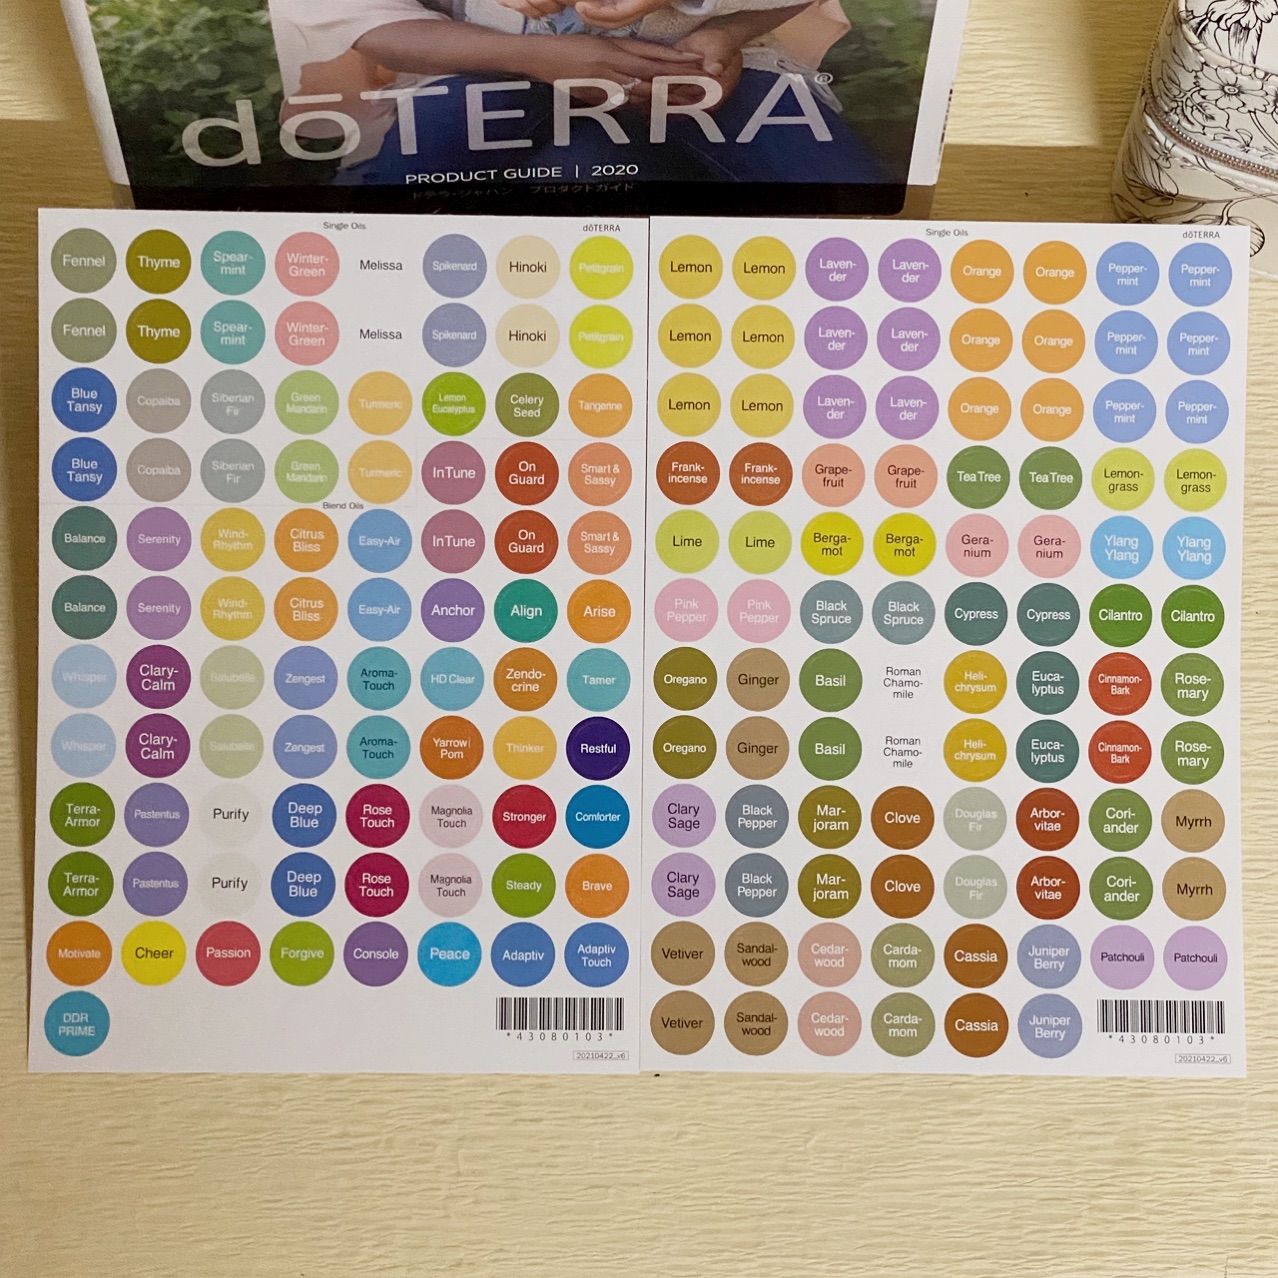 dōTERRA®
PRODUCT GUIDE | 2020
プロダクトガイド
Single Oils
dōTERRA
Fennel Thyme Spear-mint Winter-Green Melissa Spikenard Hinoki Petitgrain
Fennel Thyme Spear-mint Winter-Green Melissa Spikenard Hinoki Petitgrain
Blue Tansy Copaiba Siberian Fir Green Mandarin Turmeric Lemon Eucalyptus Celery Seed Tangerine
Blue Tansy Copaiba Siberian Fir Green Mandarin Turmeric InTune On Guard Smart & Sassy
Blend Oils
Balance Serenity Wind-Rhythm Citrus Bliss Easy-Air InTune On Guard Smart & Sassy
Balance Serenity Wind-Rhythm Citrus Bliss Easy-Air Anchor Align Arise
Whisper Clary-Calm Salubelle Zengest Aroma-Touch HD Clear Zendo-crine Tamer
Whisper Clary-Calm Salubelle Zengest Aroma-Touch Yarrow| Pom Thinker Restful
Terra-Armor Pastentus Purify Deep Blue Rose Touch Magnolia Touch Stronger Comforter
Terra-Armor Pastentus Purify Deep Blue Rose Touch Magnolia Touch Steady Brave
Motivate Cheer Passion Forgive Console Peace Adaptiv Adaptiv Touch
DDR PRIME
*43080103*
20210422_v6
Single Oils
dōTERRA
Lemon Lemon Laven-der Laven-der Orange Orange Pepper-mint Pepper-mint
Lemon Lemon Laven-der Laven-der Orange Orange Pepper-mint Pepper-mint
Lemon Lemon Laven-der Laven-der Orange Orange Pepper-mint Pepper-mint
Frank-incense Frank-incense Grape-fruit Grape-fruit Tea Tree Tea Tree Lemon-grass Lemon-grass
Lime Lime Berga-mot Berga-mot Gera-nium Gera-nium Ylang Ylang Ylang Ylang
Pink Pepper Pink Pepper Black Spruce Black Spruce Cypress Cypress Cilantro Cilantro
Oregano Ginger Basil Roman Chamo-mile Heli-chrysum Euca-lyptus Cinnamon-Bark Rose-mary
Oregano Ginger Basil Roman Chamo-mile Heli-chrysum Euca-lyptus Cinnamon-Bark Rose-mary
Clary Sage Black Pepper Mar-joram Clove Douglas Fir Arbor-vitae Cori-ander Myrrh
Clary Sage Black Pepper Mar-joram Clove Douglas Fir Arbor-vitae Cori-ander Myrrh
Vetiver Sandal-wood Cedar-wood Carda-mom Cassia Juniper Berry Patchouli Patchouli
Vetiver Sandal-wood Cedar-wood Carda-mom Cassia Juniper Berry
*43080103*
20210422_v6